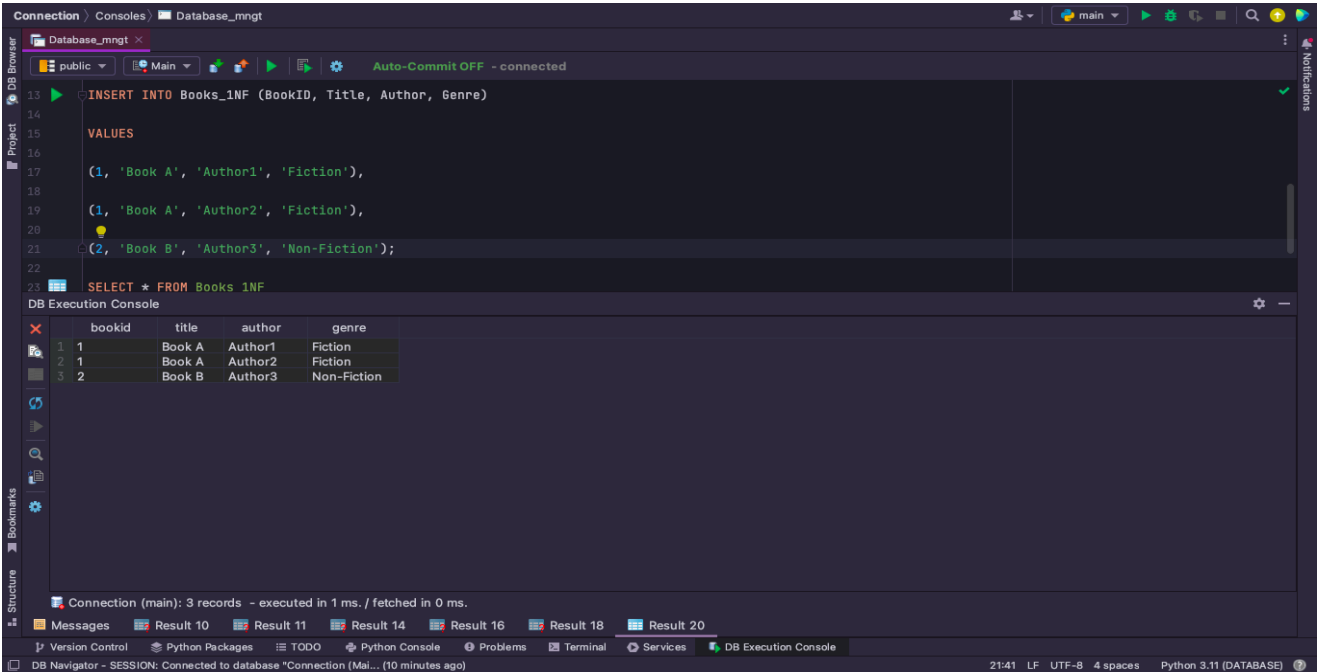 Connection 〉 Consoles 〉 Database_mngt
main
Database_mngt
public Main Auto-Commit OFF - connected
13 INSERT INTO Books_1NF (BookID, Title, Author, Genre)
14
15 VALUES
16
17 (1, 'Book A', 'Author1', 'Fiction'),
18
19 (1, 'Book A', 'Author2', 'Fiction'),
20
21 (2, 'Book B', 'Author3', 'Non-Fiction');
22
23 SELECT * FROM Books_1NF
DB Execution Console
bookid title author genre
1 1 Book A Author1 Fiction
2 1 Book A Author2 Fiction
3 2 Book B Author3 Non-Fiction
Connection (main): 3 records - executed in 1 ms. / fetched in 0 ms.
Messages Result 10 Result 11 Result 14 Result 16 Result 18 Result 20
Version Control Python Packages TODO Python Console Problems Terminal Services DB Execution Console
DB Navigator - SESSION: Connected to database "Connection (Mai... (10 minutes ago) 21:41 LF UTF-8 4 spaces Python 3.11 (DATABASE)
DB Browser
Project
Bookmarks
Structure
Notifications